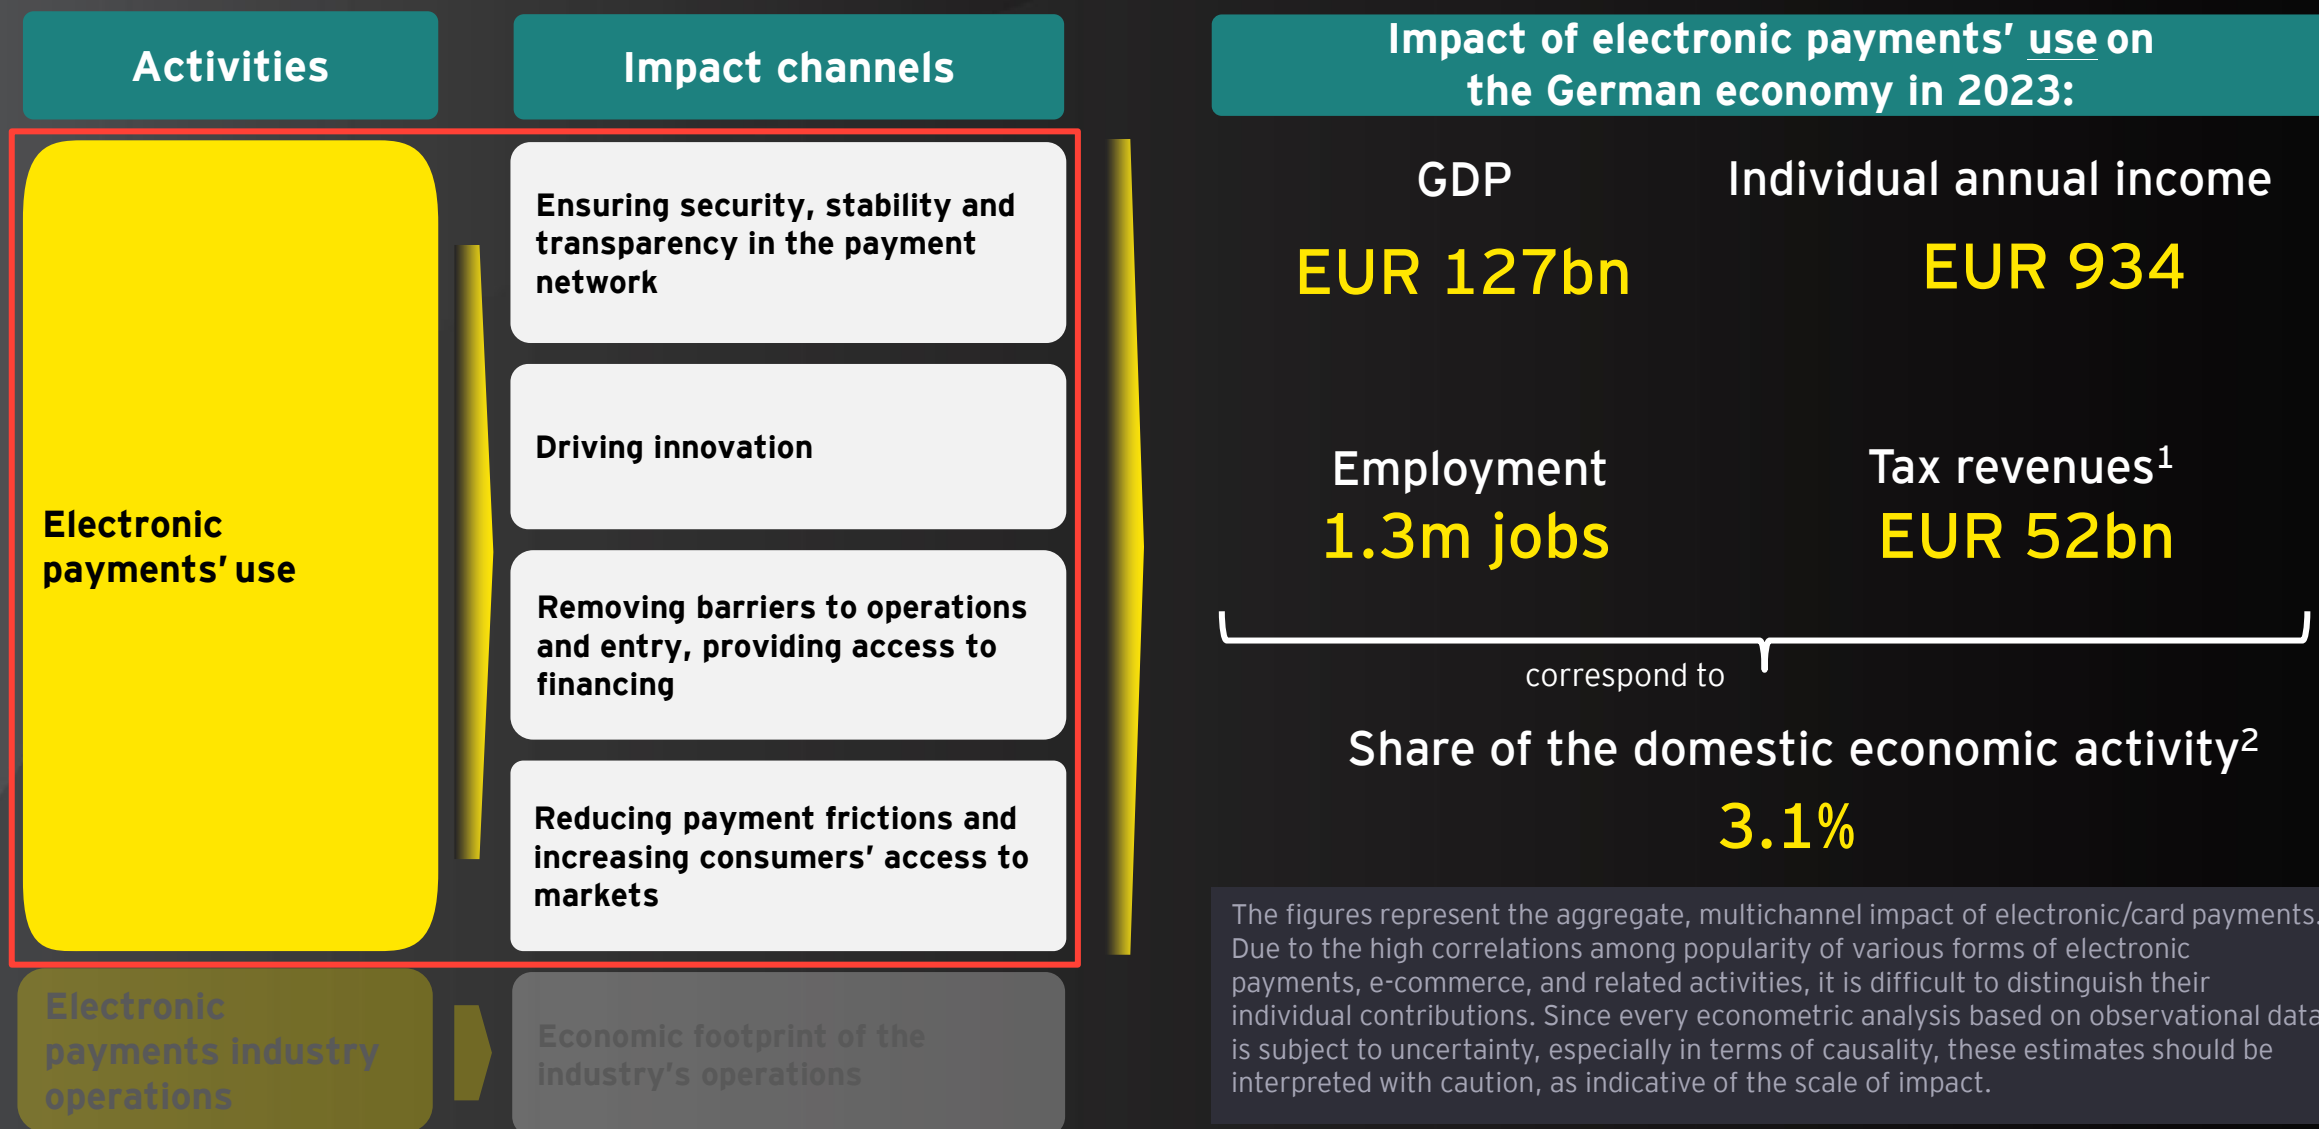 Activities
Impact channels
Electronic
payments’ use
Ensuring security, stability and
transparency in the payment
network
Driving innovation
Removing barriers to operations
and entry, providing access to
financing
Reducing payment frictions and
increasing consumers’ access to
markets
Electronic
payments industry
operations
Economic footprint of the
industry’s operations
Impact of electronic payments’ use on
the German economy in 2023:
GDP
EUR 127bn
Individual annual income
EUR 934
Employment
1.3m jobs
Tax revenues¹
EUR 52bn
correspond to
Share of the domestic economic activity²
3.1%
The figures represent the aggregate, multichannel impact of electronic/card payments.
Due to the high correlations among popularity of various forms of electronic
payments, e-commerce, and related activities, it is difficult to distinguish their
individual contributions. Since every econometric analysis based on observational data
is subject to uncertainty, especially in terms of causality, these estimates should be
interpreted with caution, as indicative of the scale of impact.